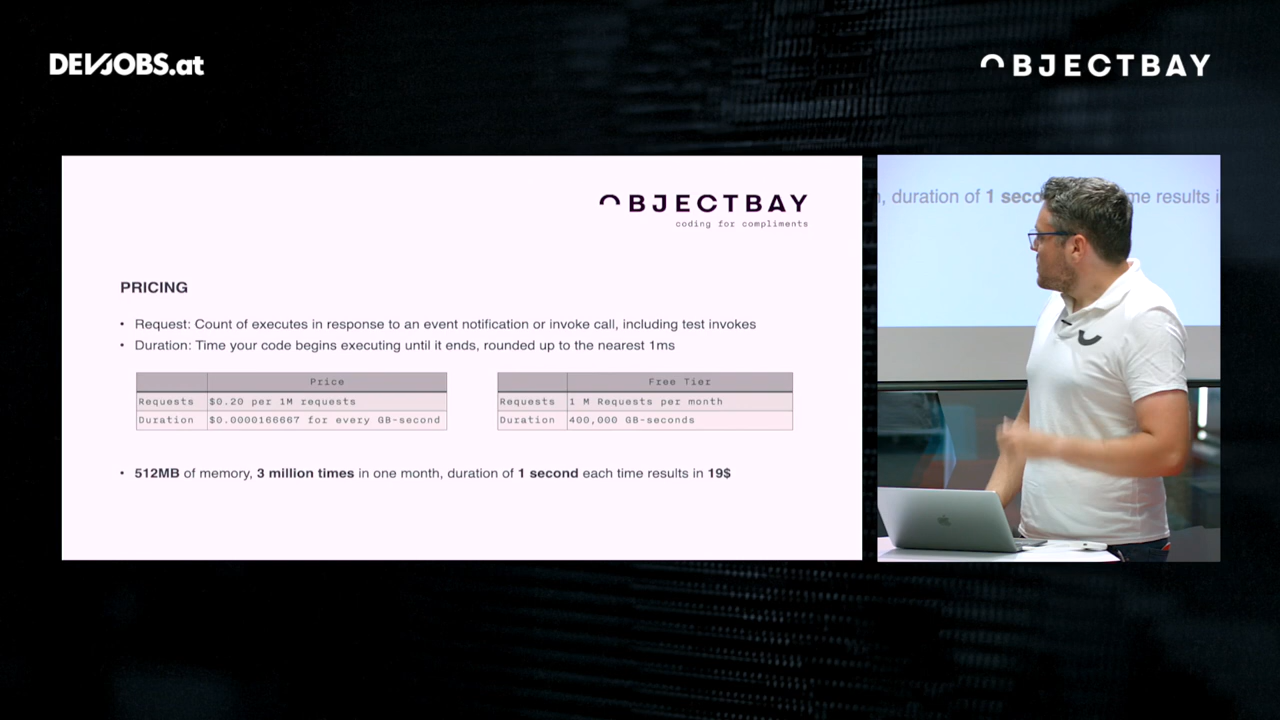 DEVJOBS.at
OBJECTBAY
OBJECTBAY
coding for compliments
PRICING
• Request: Count of executes in response to an event notification or invoke call, including test invokes
• Duration: Time your code begins executing until it ends, rounded up to the nearest 1ms
Price
Requests $0.20 per 1M requests
Duration $0.0000166667 for every GB-second
Free Tier
Requests 1 M Requests per month
Duration 400,000 GB-seconds
• 512MB of memory, 3 million times in one month, duration of 1 second each time results in 19$
, duration of 1 seco me results i